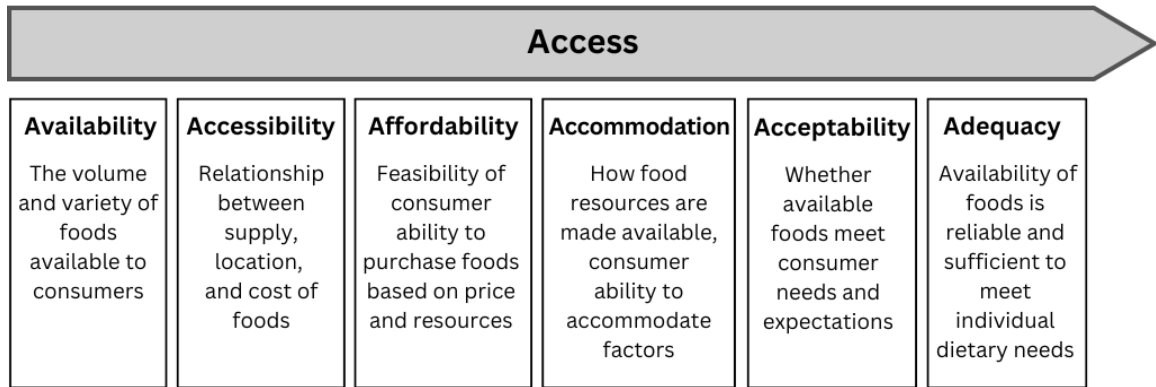 Access
Availability
The volume
and variety of
foods
available to
consumers
Accessibility
Relationship
between
supply,
location,
and cost of
foods
Affordability
Feasibility of
consumer
ability to
purchase foods
based on price
and resources
Accommodation
How food
resources are
made available,
consumer
ability to
accommodate
factors
Acceptability
Whether
available
foods meet
consumer
needs and
expectations
Adequacy
Availability of
foods is
reliable and
sufficient to
meet
individual
dietary needs